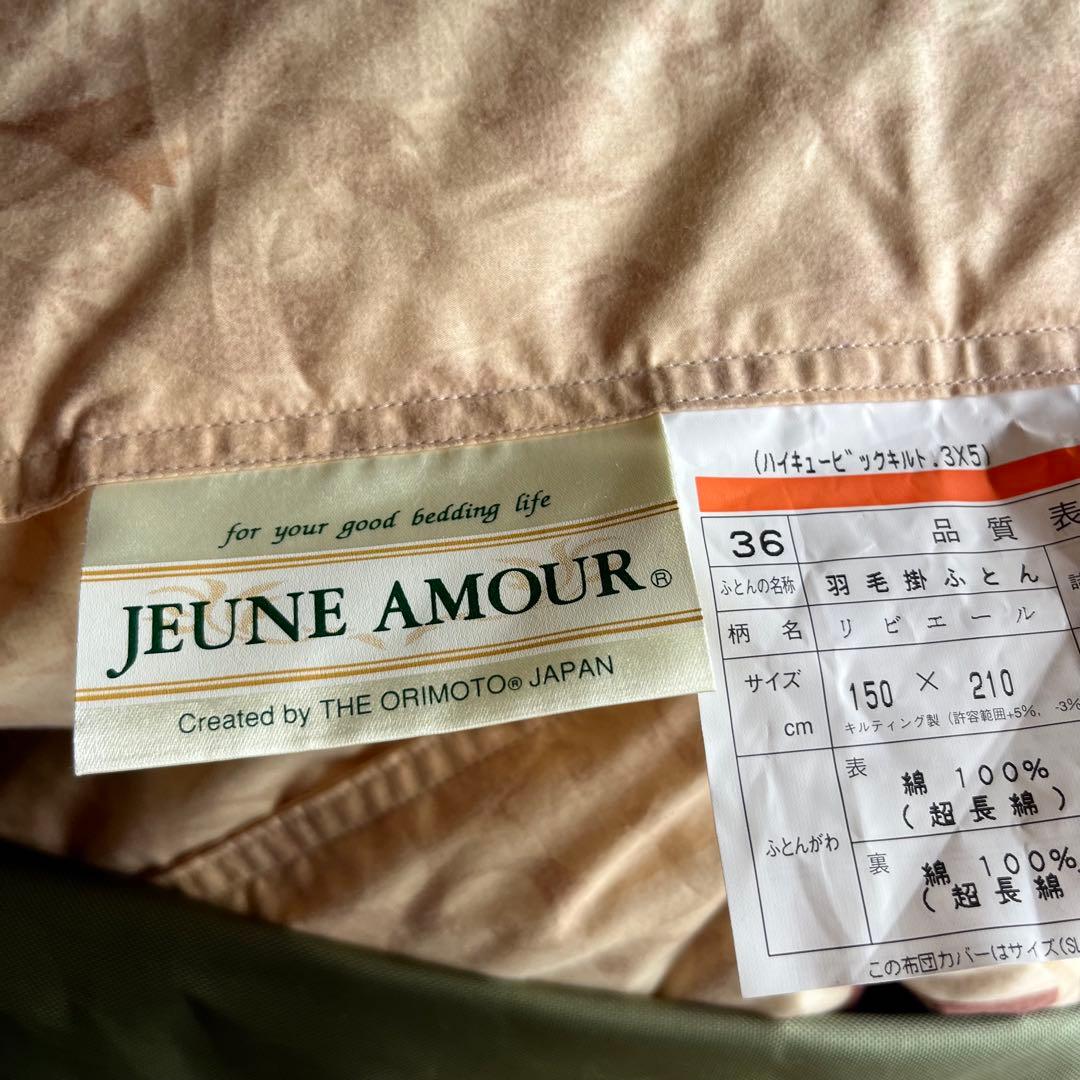 for your good bedding life
JEUNE AMOUR®
Created by THE ORIMOTO® JAPAN
(ハイキュービックキルト.3X5)
36 品質表
ふとんの名称 羽毛掛ふとん
柄名 リビエール
サイズ cm 150 × 210
キルティング製(許容範囲+5%, -3%
ふとんがわ
表 綿 100%
(超長綿)
裏 綿 100%
(超長綿
この布団カバーはサイズ(SL